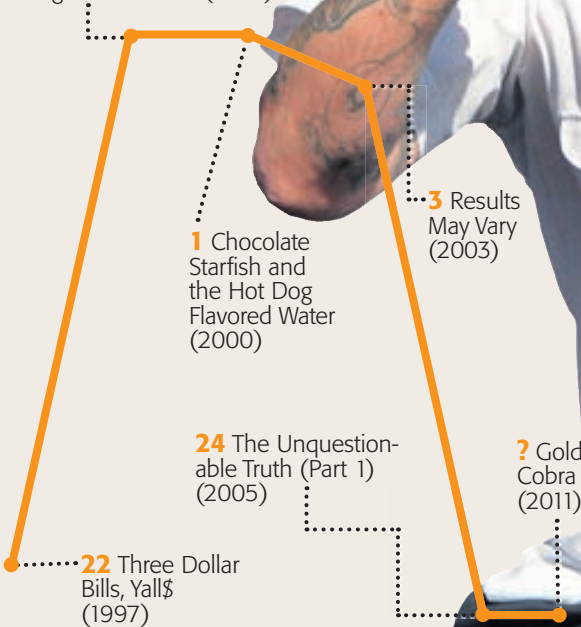 1 Chocolate
Starfish and
the Hot Dog
Flavored Water
(2000)
3 Results
May Vary
(2003)
24 The Unquestion-
able Truth (Part 1)
(2005)
? Gold
Cobra
(2011)
22 Three Dollar
Bills, Yall$
(1997)